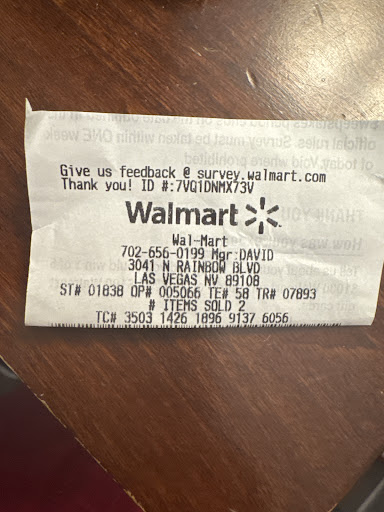 Give us feedback @ survey.walmart.com
Thank you! ID #:7VQ1DNMX73V
Walmart
Wal-Mart
702-656-0199 Mgr:DAVID
3041 N RAINBOW BLVD
LAS VEGAS NV 89108
ST# 01838 OP# 005066 TE# 58 TR# 07893
# ITEMS SOLD 2
TC# 3503 1426 1896 9137 6056